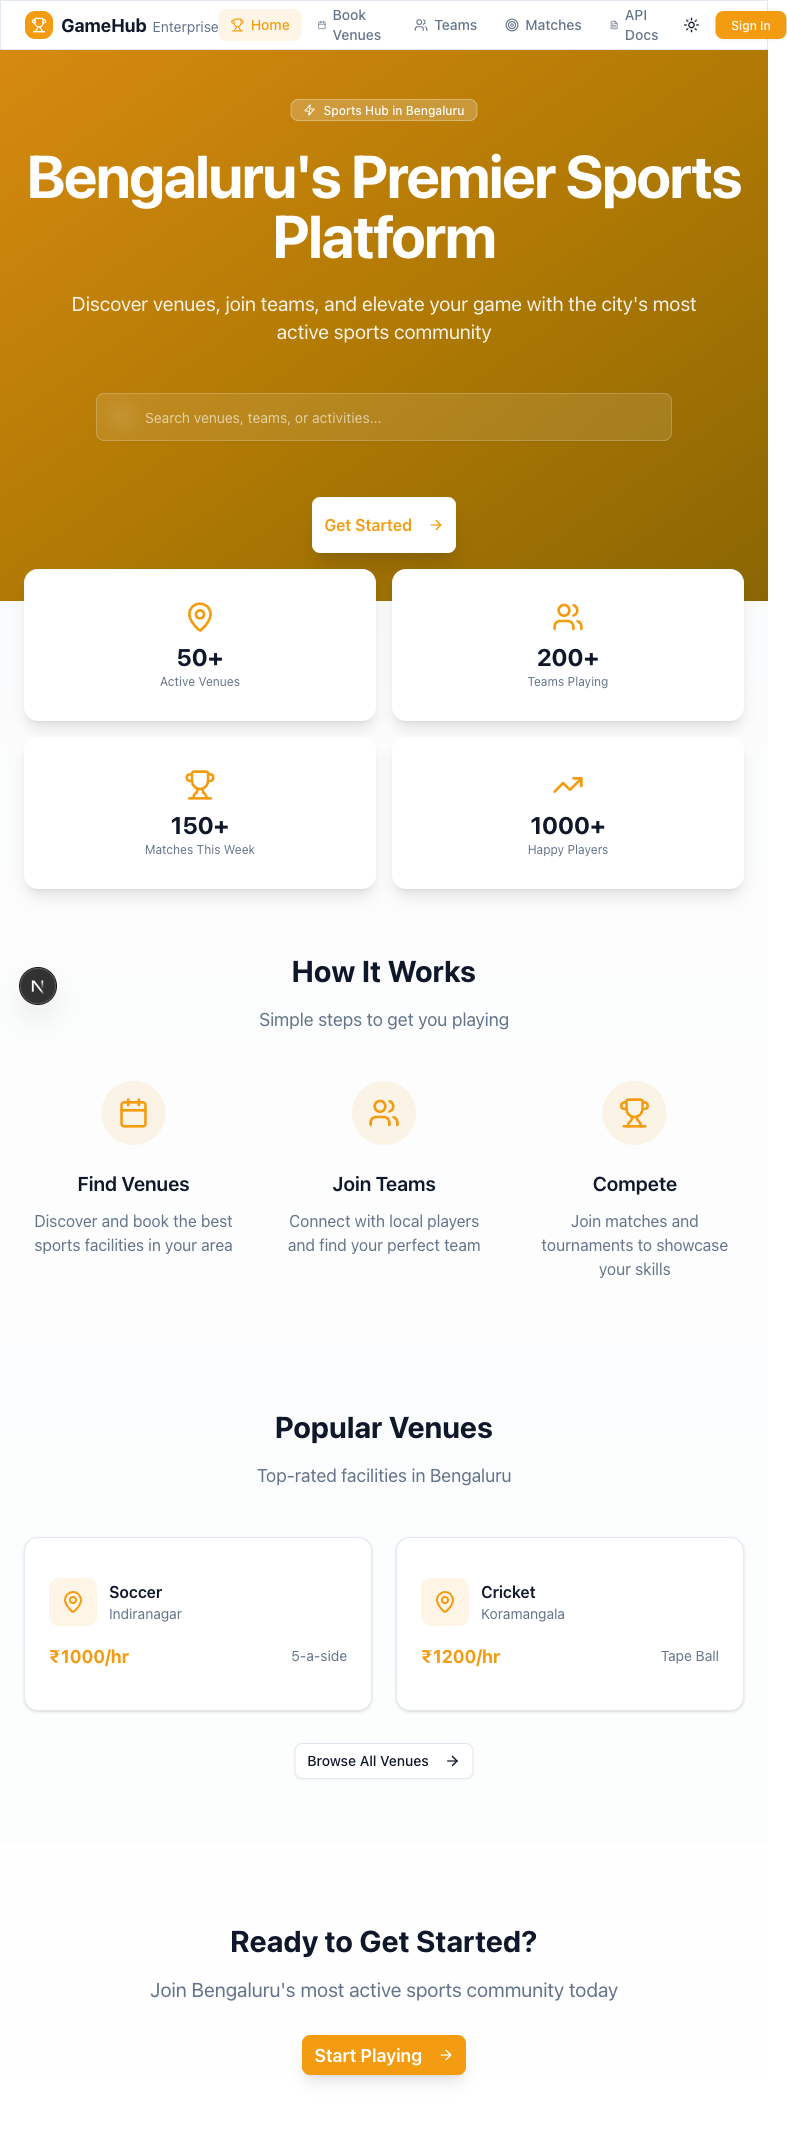 GameHub Enterprise
Home
Book
Venues
Teams
Matches
API
Docs
Sign In
Sports Hub in Bengaluru
Bengaluru's Premier Sports
Platform
Discover venues, join teams, and elevate your game with the city's most
active sports community
Search venues, teams, or activities...
Get Started
50+
Active Venues
200+
Teams Playing
150+
Matches This Week
1000+
Happy Players
How It Works
Simple steps to get you playing
N
Find Venues
Discover and book the best
sports facilities in your area
Join Teams
Connect with local players
and find your perfect team
Compete
Join matches and
tournaments to showcase
your skills
Popular Venues
Top-rated facilities in Bengaluru
Soccer
Indiranagar
₹1000/hr
5-a-side
Cricket
Koramangala
₹1200/hr
Tape Ball
Browse All Venues
Ready to Get Started?
Join Bengaluru's most active sports community today
Start Playing